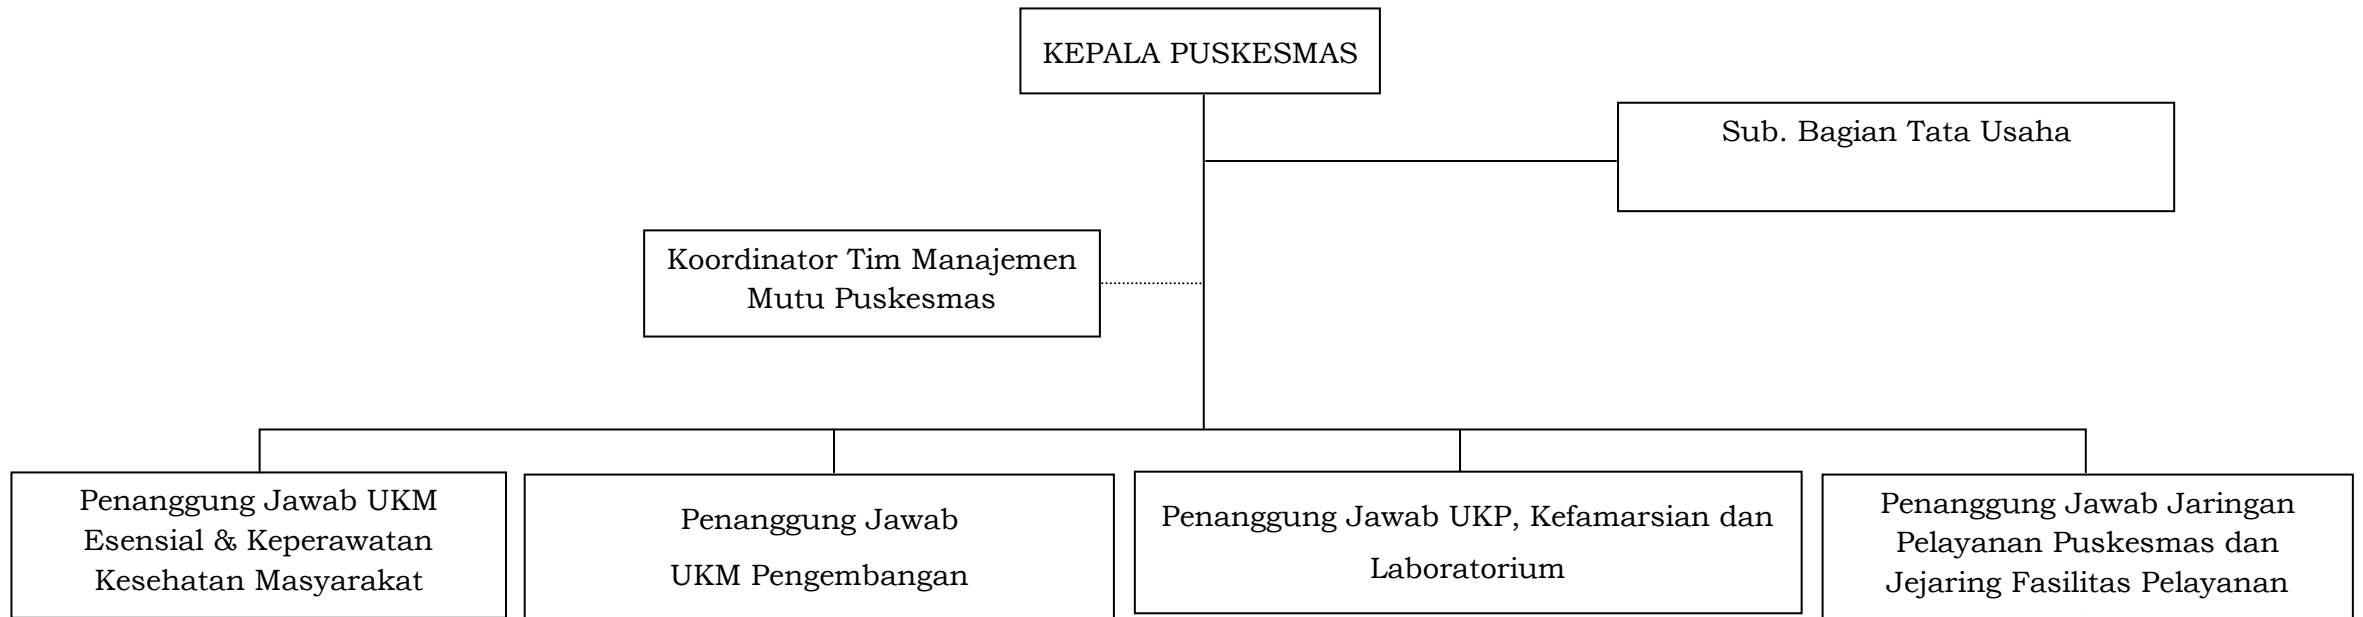 KEPALA PUSKESMAS
Sub. Bagian Tata Usaha
Koordinator Tim Manajemen
Mutu Puskesmas
Penanggung Jawab UKM
Esensial & Keperawatan
Kesehatan Masyarakat
Penanggung Jawab
UKM Pengembangan
Penanggung Jawab UKP, Kefamarsian dan
Laboratorium
Penanggung Jawab Jaringan
Pelayanan Puskesmas dan
Jejaring Fasilitas Pelayanan